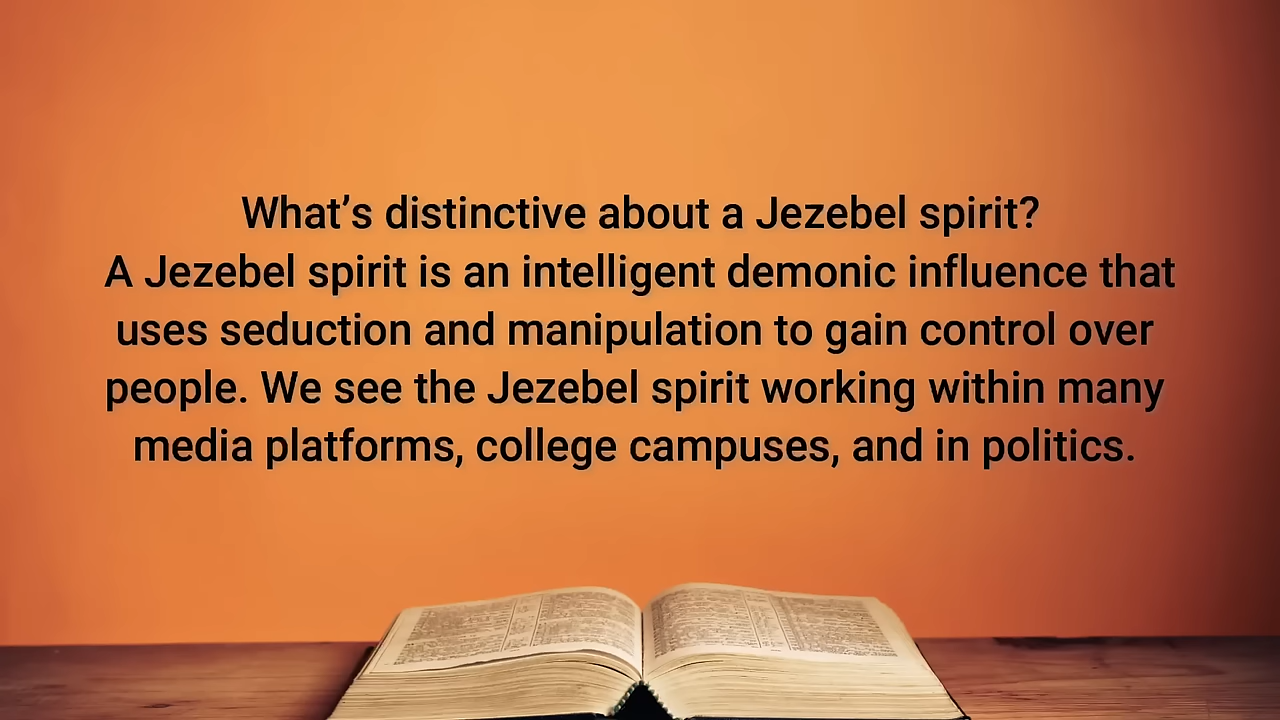 What’s distinctive about a Jezebel spirit?
A Jezebel spirit is an intelligent demonic influence that
uses seduction and manipulation to gain control over
people. We see the Jezebel spirit working within many
media platforms, college campuses, and in politics.